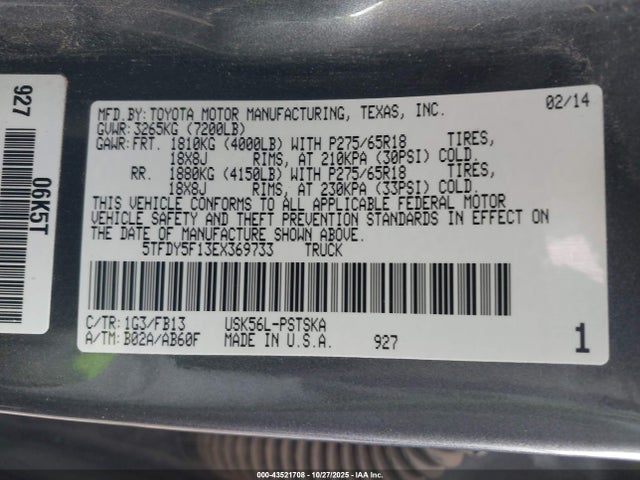 927
06K5T
MFD.BY:TOYOTA MOTOR MANUFACTURING, TEXAS, INC. 02/14
GVWR:3265KG (7200LB)
GAWR:FRT. 1810KG (4000LB) WITH P275/65R18 TIRES,
18X8J RIMS, AT 210KPA (30PSI) COLD.
RR. 1880KG (4150LB) WITH P275/65R18 TIRES,
18X8J RIMS, AT 230KPA (33PSI) COLD.
THIS VEHICLE CONFORMS TO ALL APPLICABLE FEDERAL MOTOR
VEHICLE SAFETY AND THEFT PREVENTION STANDARDS IN EFFECT ON
THE DATE OF MANUFACTURE SHOWN ABOVE.
5TFDY5F13EX369733 TRUCK
C/TR:1G3/FB13 USK56L-PSTSKA
A/TM:B02A/AB60F MADE IN U.S.A. 927 1
000-43521708 | 10/27/2025 | IAA Inc.